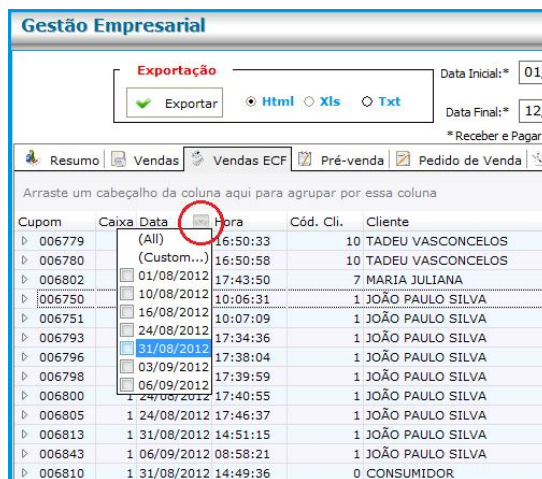 Gestão Empresarial
Exportação
Data Inicial:* 01
Exportar Html Xls Txt
Data Final:* 12
* Receber e Pagar
Resumo Vendas Vendas ECF Pré-venda Pedido de Venda
Arraste um cabeçalho da coluna aqui para agrupar por essa coluna
Cupom Caixa Data Hora Cód. Cli. Cliente
006779 (All) 16:50:33 10 TADEU VASCONCELOS
006780 (Custom...) 16:50:58 10 TADEU VASCONCELOS
006802 01/08/2012 17:43:50 7 MARIA JULIANA
006750 10/08/2012 10:06:31 1 JOÃO PAULO SILVA
006751 16/08/2012 10:07:09 1 JOÃO PAULO SILVA
006793 24/08/2012 17:34:36 1 JOÃO PAULO SILVA
006796 31/08/2012 17:38:04 1 JOÃO PAULO SILVA
006798 03/09/2012 17:39:59 1 JOÃO PAULO SILVA
06/09/2012
006800 1 24/08/2012 17:40:55 1 JOÃO PAULO SILVA
006805 1 24/08/2012 17:46:37 1 JOÃO PAULO SILVA
006813 1 31/08/2012 14:51:15 1 JOÃO PAULO SILVA
006843 1 06/09/2012 08:58:21 1 JOÃO PAULO SILVA
006810 1 31/08/2012 14:49:36 0 CONSUMIDOR